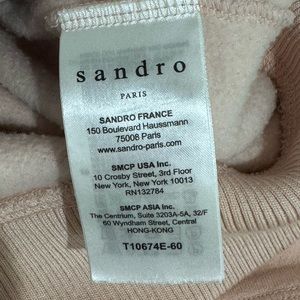 sandro
PARIS
SANDRO FRANCE
150 Boulevard Haussmann
75008 Paris
www.sandro-paris.com
SMCP USA Inc.
10 Crosby Street, 3rd Floor
New York, New York 10013
RN132784
SMCP ASIA Inc.
The Centrium, Suite 3203A-5A, 32/F
60 Wyndham Street, Central
HONG-KONG
T10674E-60